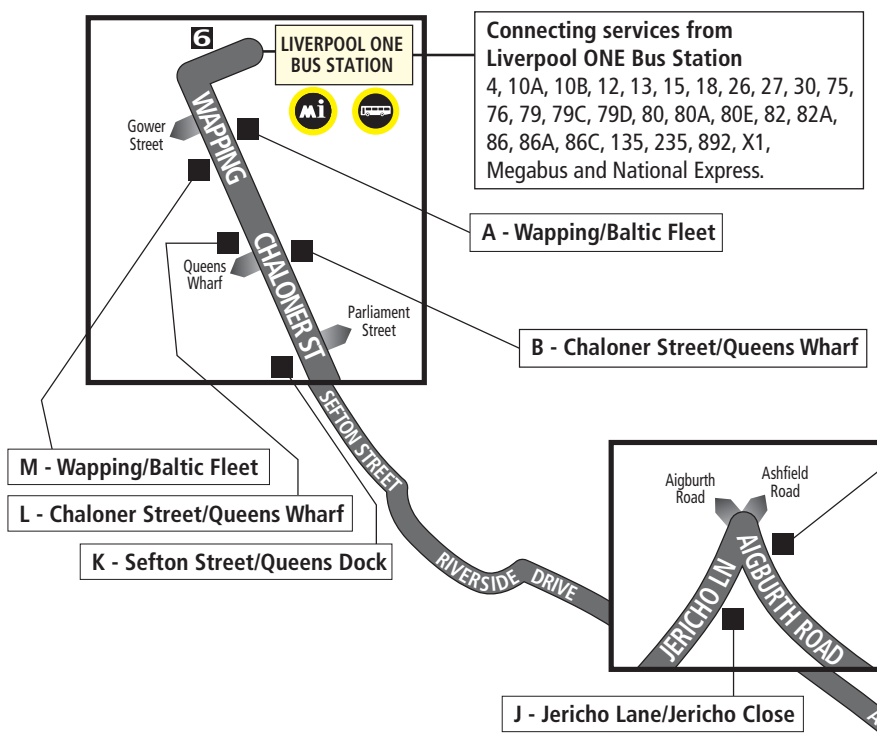 6
LIVERPOOL ONE
BUS STATION
mi
Connecting services from
Liverpool ONE Bus Station
4, 10A, 10B, 12, 13, 15, 18, 26, 27, 30, 75,
76, 79, 79C, 79D, 80, 80A, 80E, 82, 82A,
86, 86A, 86C, 135, 235, 892, X1,
Megabus and National Express.
WAPPING
Gower
Street
A - Wapping/Baltic Fleet
CHALONER ST
Queens
Wharf
Parliament
Street
B - Chaloner Street/Queens Wharf
SEFTON STREET
M - Wapping/Baltic Fleet
L - Chaloner Street/Queens Wharf
K - Sefton Street/Queens Dock
RIVERSIDE DRIVE
Aigburth
Road
Ashfield
Road
JERICHO LN
AIGBURTH ROAD
J - Jericho Lane/Jericho Close
A